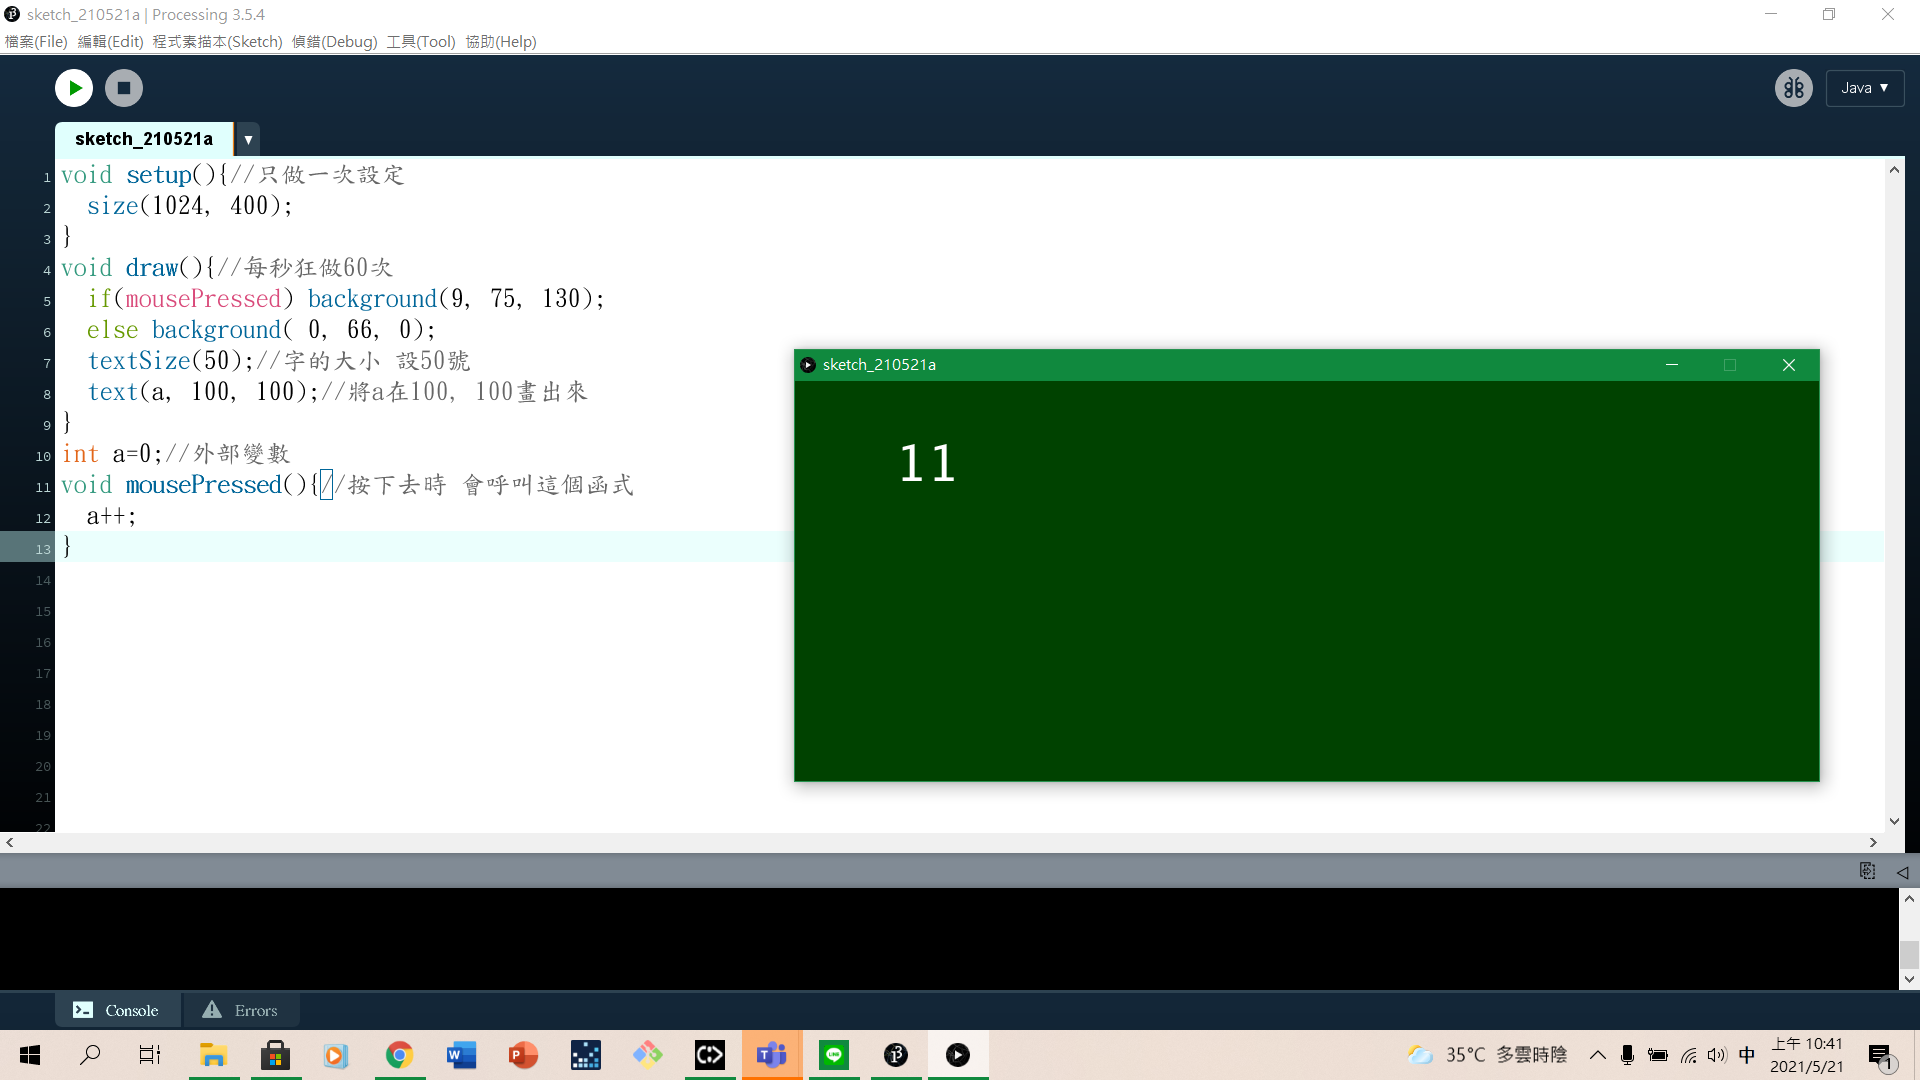 sketch_210521a | Processing 3.5.4
檔案(File) 編輯(Edit) 程式素描本(Sketch) 偵錯(Debug) 工具(Tool) 協助(Help)
Java ▼
sketch_210521a ▼
1 void setup(){//只做一次設定
2 size(1024, 400);
3 }
4 void draw(){//每秒狂做60次
5 if(mousePressed) background(9, 75, 130);
6 else background( 0, 66, 0);
7 textSize(50);//字的大小 設50號
8 text(a, 100, 100);//將a在100, 100畫出來
9 }
10 int a=0;//外部變數
11 void mousePressed(){//按下去時 會呼叫這個函式
12 a++;
13 }
14
15
16
17
18
19
20
21
22
sketch_210521a
11
Console
Errors
35°C 多雲時陰
中
上午 10:41
2021/5/21
1